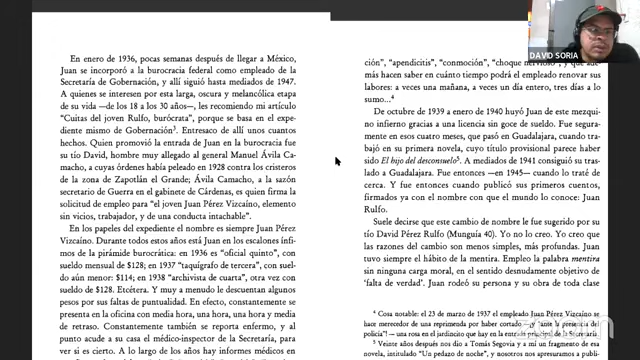 DAVID SORIA
En enero de 1936, pocas semanas después de llegar a México,
Juan se incorporó a la burocracia federal como empleado de la
Secretaría de Gobernación, y allí siguió hasta mediados de 1947.
A quienes se interesen por esta larga, oscura y melancólica etapa
de su vida —de los 18 a los 30 años—, les recomiendo mi artículo
"Cuitas del joven Rulfo, burócrata", porque se basa en el expe-
diente mismo de Gobernación³. Entresaco de allí unos cuantos
hechos. Quien promovió la entrada de Juan en la burocracia fue
su tío David, hombre muy allegado al general Manuel Ávila Ca-
macho, a cuyas órdenes había peleado en 1928 contra los cristeros
de la zona de Zapotlán el Grande; Ávila Camacho, a la sazón
secretario de Guerra en el gabinete de Cárdenas, es quien firma la
solicitud de empleo para "el joven Juan Pérez Vizcaíno, elemento
sin vicios, trabajador, y de una conducta intachable".
En los papeles del expediente el nombre es siempre Juan Pérez
Vizcaíno. Durante todos estos años está Juan en los escalones ínfi-
mos de la pirámide burocrática: en 1936 es "oficial quinto", con
sueldo mensual de $128; en 1937 "taquígrafo de tercera", con suel-
do aún menor: $114; en 1938 "archivista de cuarta", otra vez con
sueldo de $128. Etcétera. Y muy a menudo le descuentan algunos
pesos por sus faltas de puntualidad. En efecto, constantemente se
presenta en la oficina con media hora, una hora, una hora y media
de retraso. Constantemente también se reporta enfermo, y al
punto acude a su casa el médico-inspector de la Secretaría, para
ver si es cierto. A lo largo de los años hay informes médicos en
ción", "apendicitis", "conmoción", "choque nervioso", y que ade-
más hacen saber en cuánto tiempo podrá el empleado renovar sus
labores: a veces una mañana, a veces un día entero, tres días a lo
sumo...⁴
De octubre de 1939 a enero de 1940 huyó Juan de este mezqui-
no infierno gracias a una licencia sin goce de sueldo. Fue segura-
mente en esos cuatro meses, que pasó en Guadalajara, cuando tra-
bajó en su primera novela, cuyo título provisional parece haber
sido El hijo del desconsuelo⁵. A mediados de 1941 consiguió su tras-
lado a Guadalajara. Fue entonces —en 1945— cuando lo traté de
cerca. Y fue entonces cuando publicó sus primeros cuentos,
firmados ya con el nombre con que el mundo lo conoce: Juan
Rulfo.
Suele decirse que este cambio de nombre le fue sugerido por su
tío David Pérez Rulfo (Munguía 40). Yo no lo creo. Yo creo que
las razones del cambio son menos simples, más profundas. Juan
tuvo siempre el hábito de la mentira. Empleo la palabra mentira
sin ninguna carga moral, en el sentido desnudamente objetivo de
'falta de verdad'. Juan rodeó su persona y su obra de toda clase
⁴ Cosa notable: el 23 de marzo de 1937 el empleado Juan Pérez Vizcaíno se
hace merecedor de una reprimenda por haber cortado
una rosa en el jardincito que hay en la entrada
⁵ Veinte años después nos dio a Tomás Segovia y a mí un fragmento de esa
novela, intitulado "Un pedazo de noche", y nosotros nos apresuramos a publi-
zoom